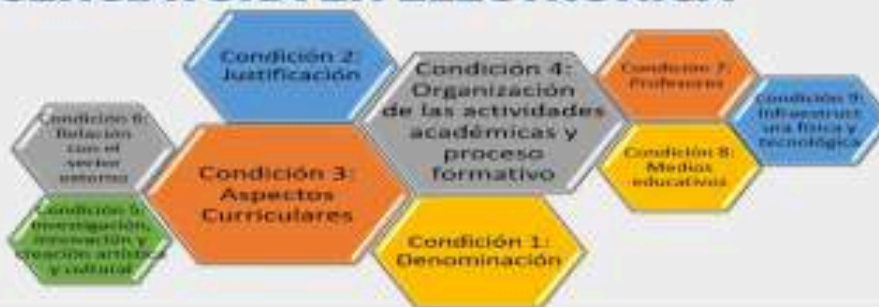 Condición 2:
Justificación
Condición 4:
Organización
de las actividades
académicas y
proceso
formativo
Condición 7:
Profesores
Condición 9:
Infraestruct
ura física y
tecnológica
Condición 6:
Relación
con el
sector
externo
Condición 3:
Aspectos
Curriculares
Condición 8:
Medios
educativos
Condición 5:
Investigación,
innovación y
creación artística
y cultural
Condición 1:
Denominación